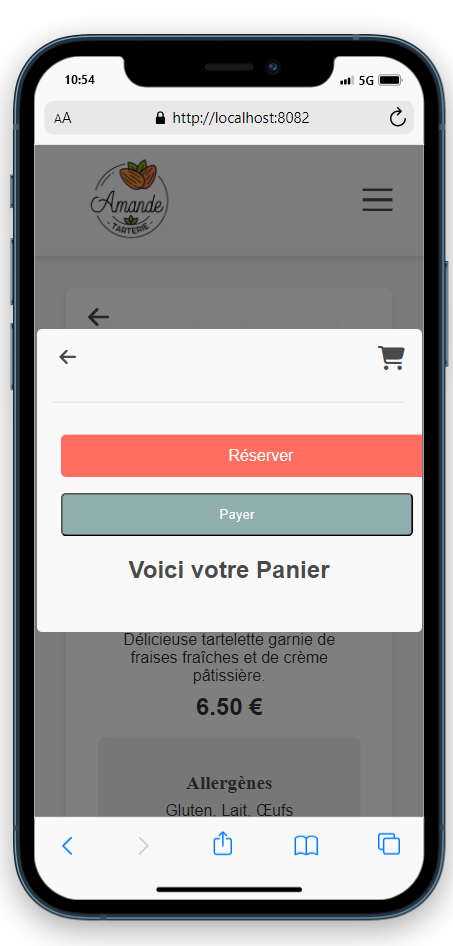 10:54
5G
AA
http://localhost:8082
Amande
TARTERIE
Réserver
Payer
Voici votre Panier
Délicieuse tartelette garnie de
fraises fraîches et de crème
pâtissière.
6.50 €
Allergènes
Gluten, Lait, Œufs